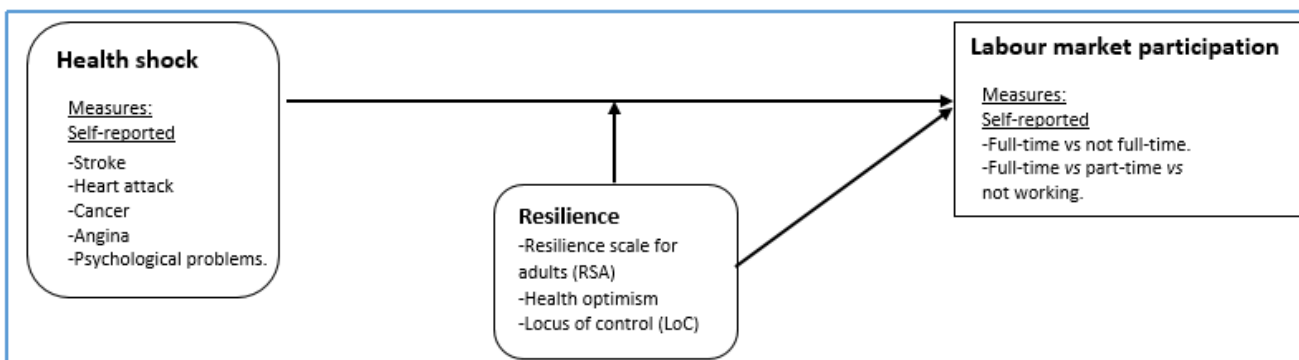 Health shock
Measures:
Self-reported
-Stroke
-Heart attack
-Cancer
-Angina
-Psychological problems.
Resilience
-Resilience scale for
adults (RSA)
-Health optimism
-Locus of control (LoC)
Labour market participation
Measures:
Self-reported
-Full-time vs not full-time.
-Full-time vs part-time vs
not working.